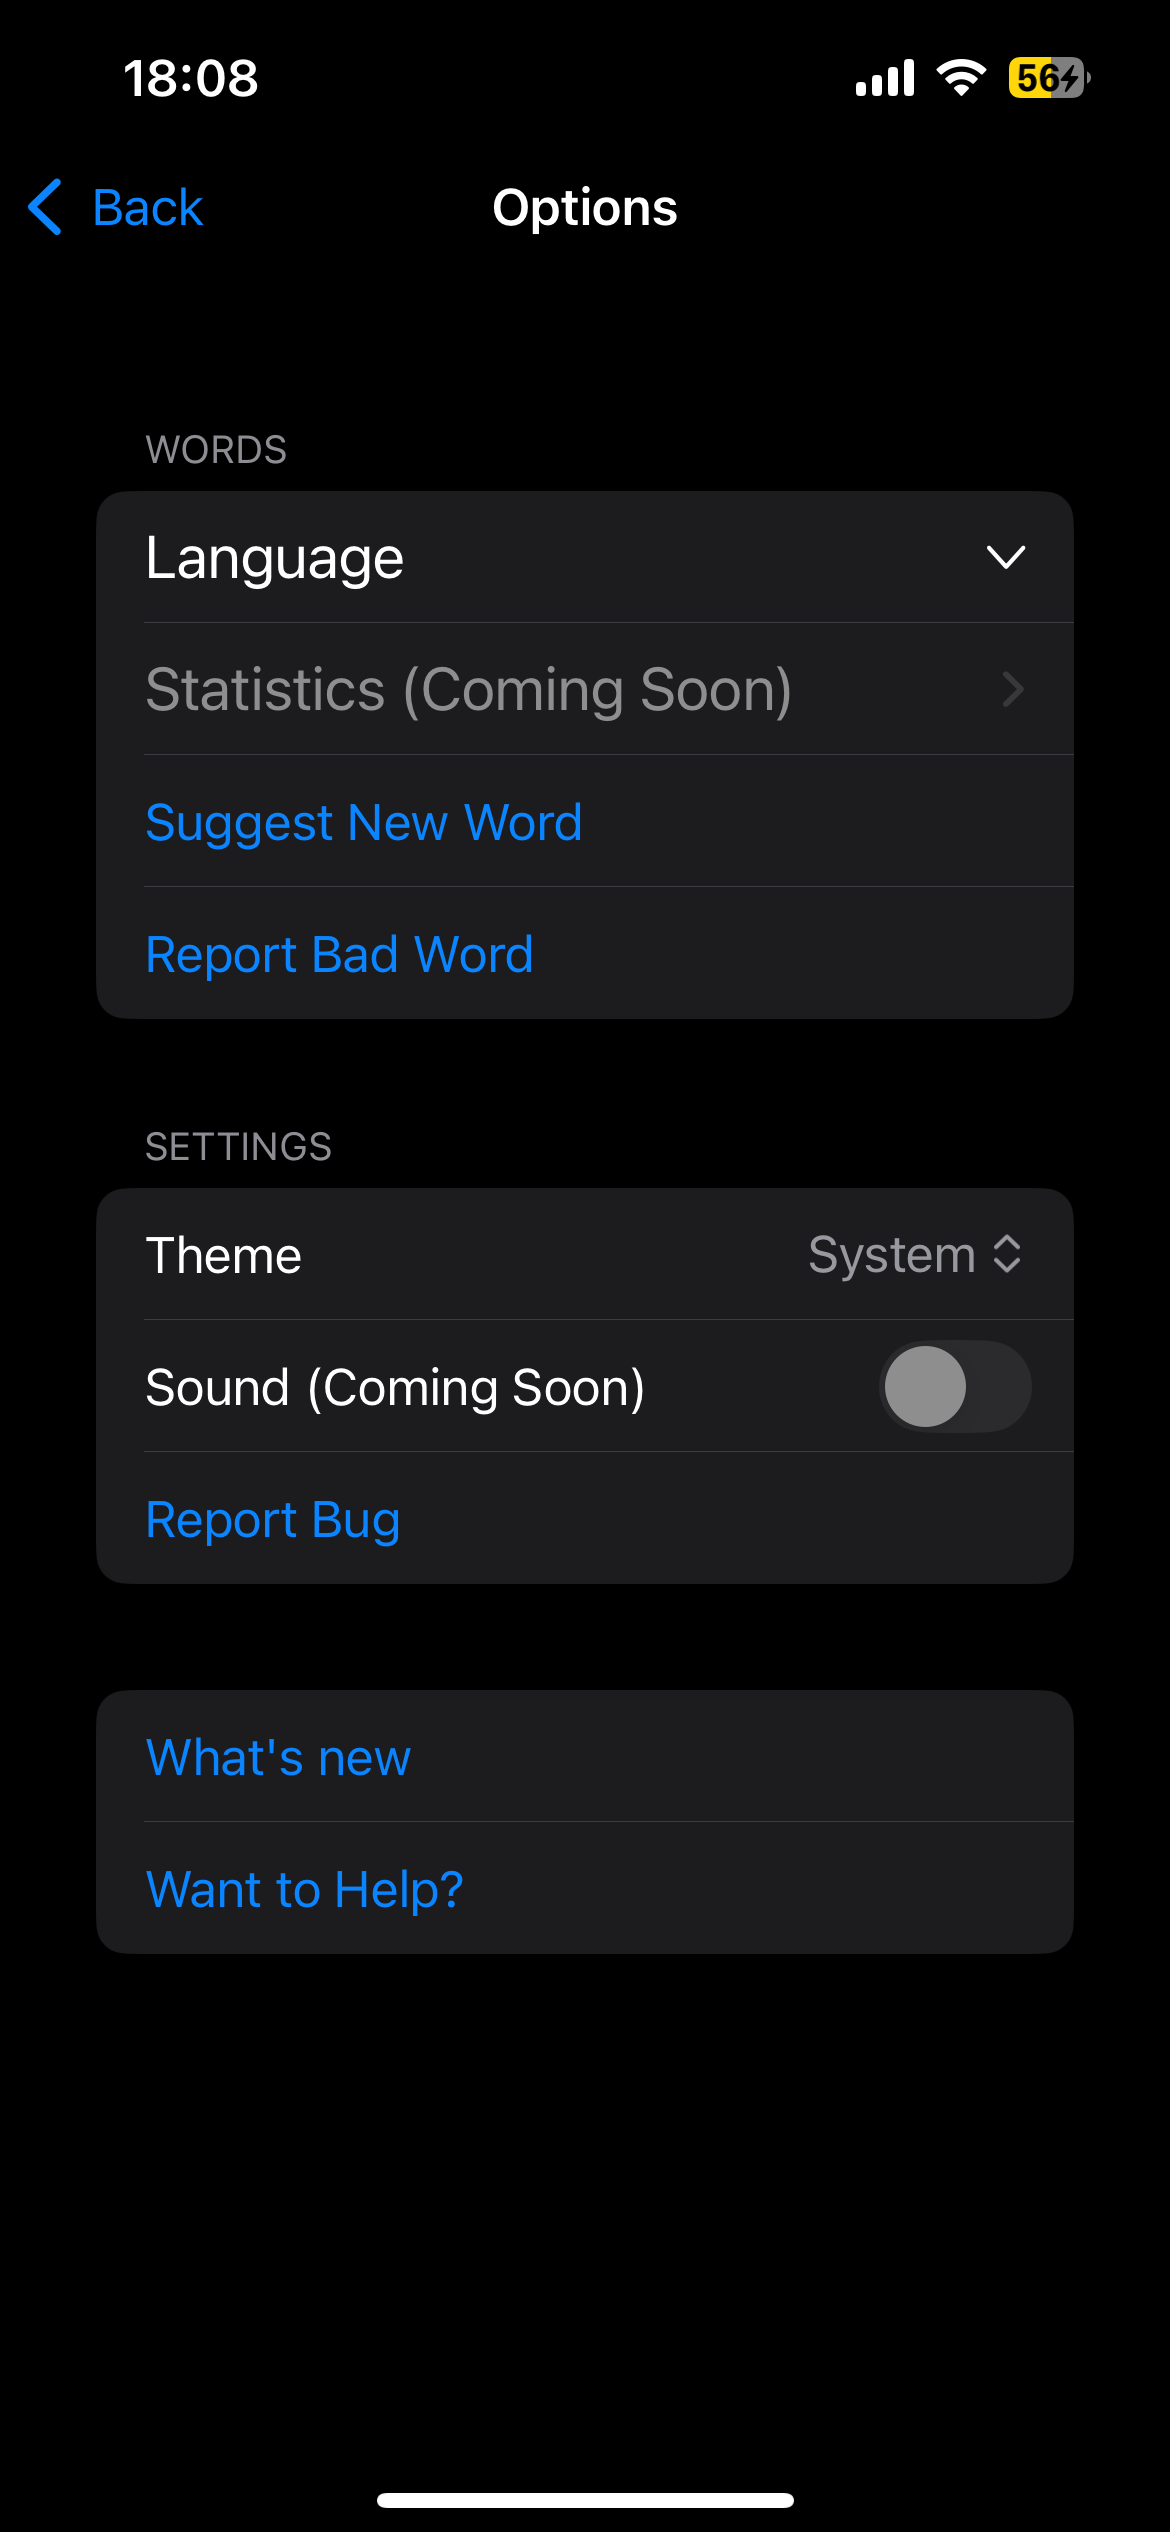 18:08
56
Back
Options
WORDS
Language
Statistics (Coming Soon)
Suggest New Word
Report Bad Word
SETTINGS
Theme
System
Sound (Coming Soon)
Report Bug
What's new
Want to Help?